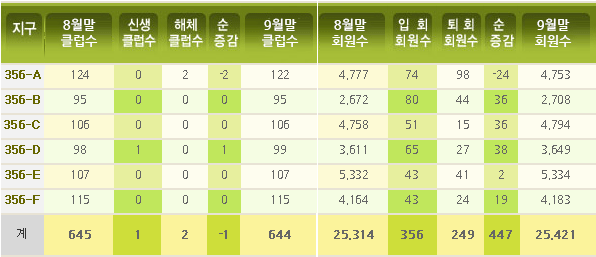 지구 8월말 클럽수 신생 클럽수 해체 클럽수 순 증감 9월말 클럽수 8월말 회원수 입 회 회원수 퇴 회 회원수 순 증감 9월말 회원수
356-A 124 0 2 -2 122 4,777 74 98 -24 4,753
356-B 95 0 0 0 95 2,672 80 44 36 2,708
356-C 106 0 0 0 106 4,758 51 15 36 4,794
356-D 98 1 0 1 99 3,611 65 27 38 3,649
356-E 107 0 0 0 107 5,332 43 41 2 5,334
356-F 115 0 0 0 115 4,164 43 24 19 4,183
계 645 1 2 -1 644 25,314 356 249 447 25,421